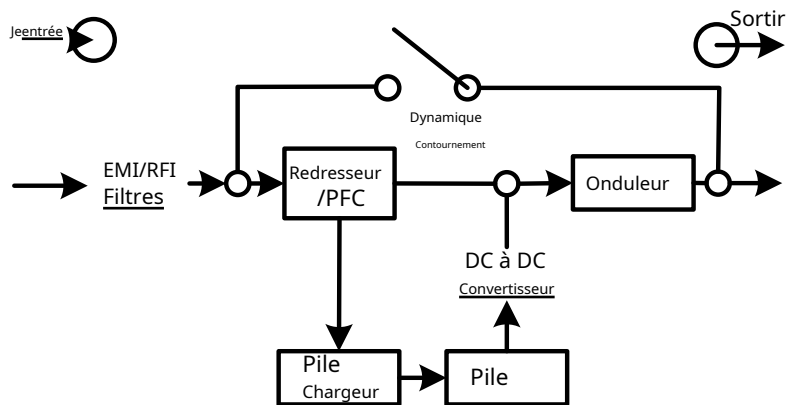 Jeentrée
Sortir
Dynamique
Contournement
EMI/RFI
Filtres
Redresseur
/PFC
Onduleur
DC à DC
Convertisseur
Pile
Chargeur
Pile